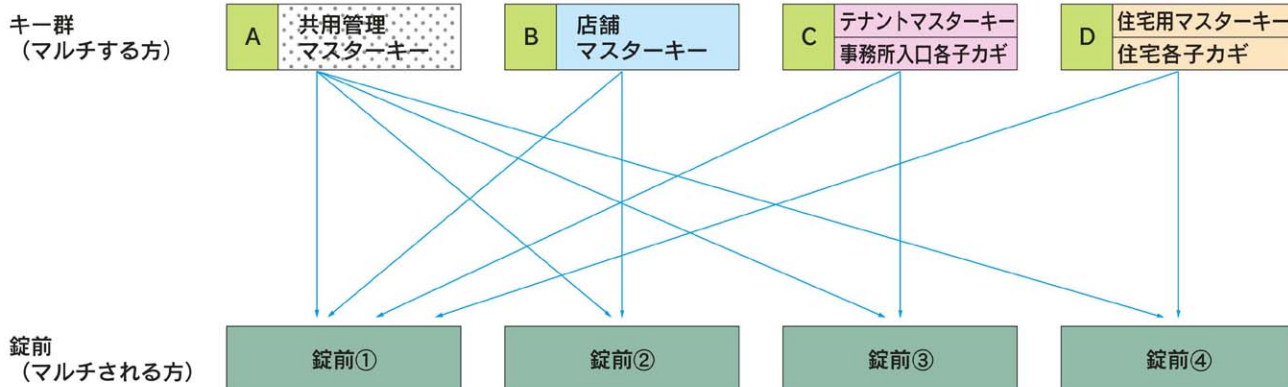 キー群
（マルチする方）
A
共用管理
マスターキー
B
店舗
マスターキー
C
テナントマスターキー
事務所入口各子カギ
D
住宅用マスターキー
住宅各子カギ
錠前
（マルチされる方）
錠前①
錠前②
錠前③
錠前④